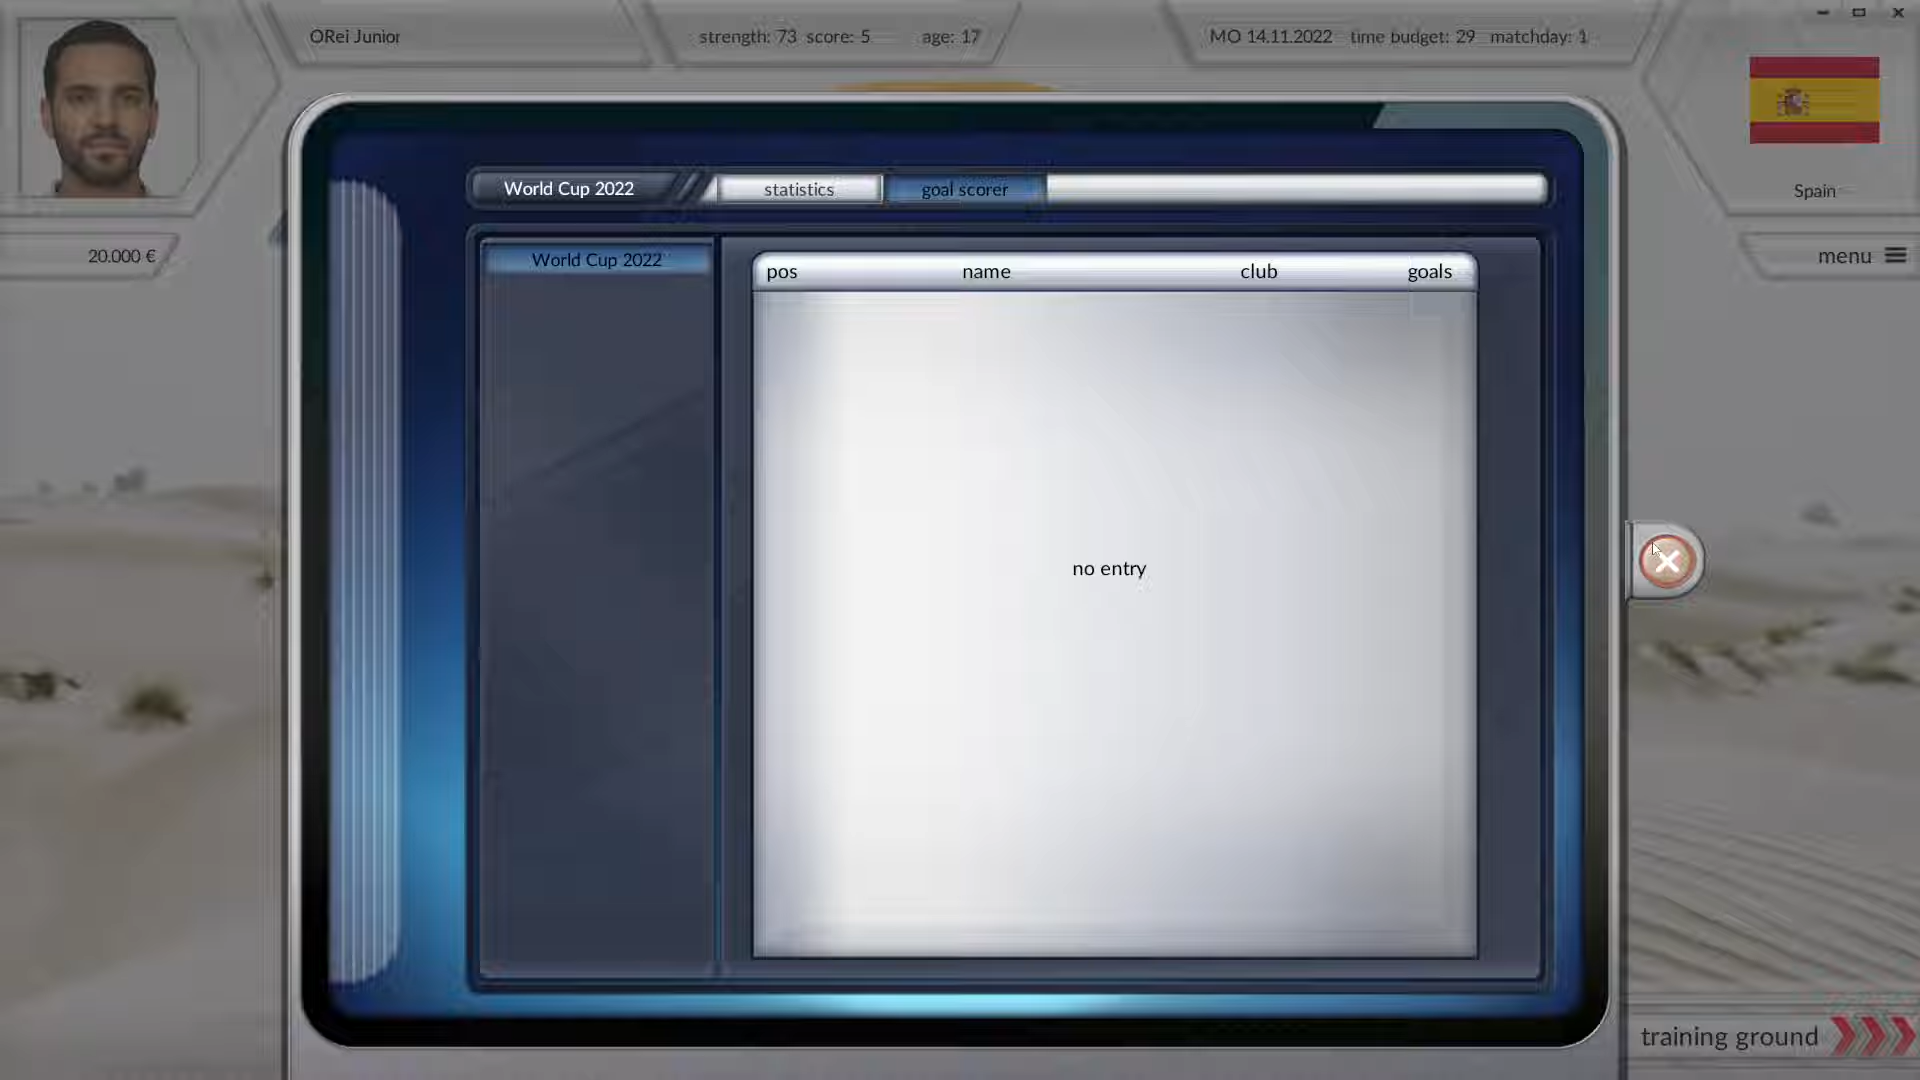 ORei Junior
strength: 73 score: 5 age: 17
MO 14.11.2022 time budget: 29 matchday: 1
Spain
20.000 €
menu
World Cup 2022
statistics
goal scorer
World Cup 2022
pos name club goals
no entry
training ground